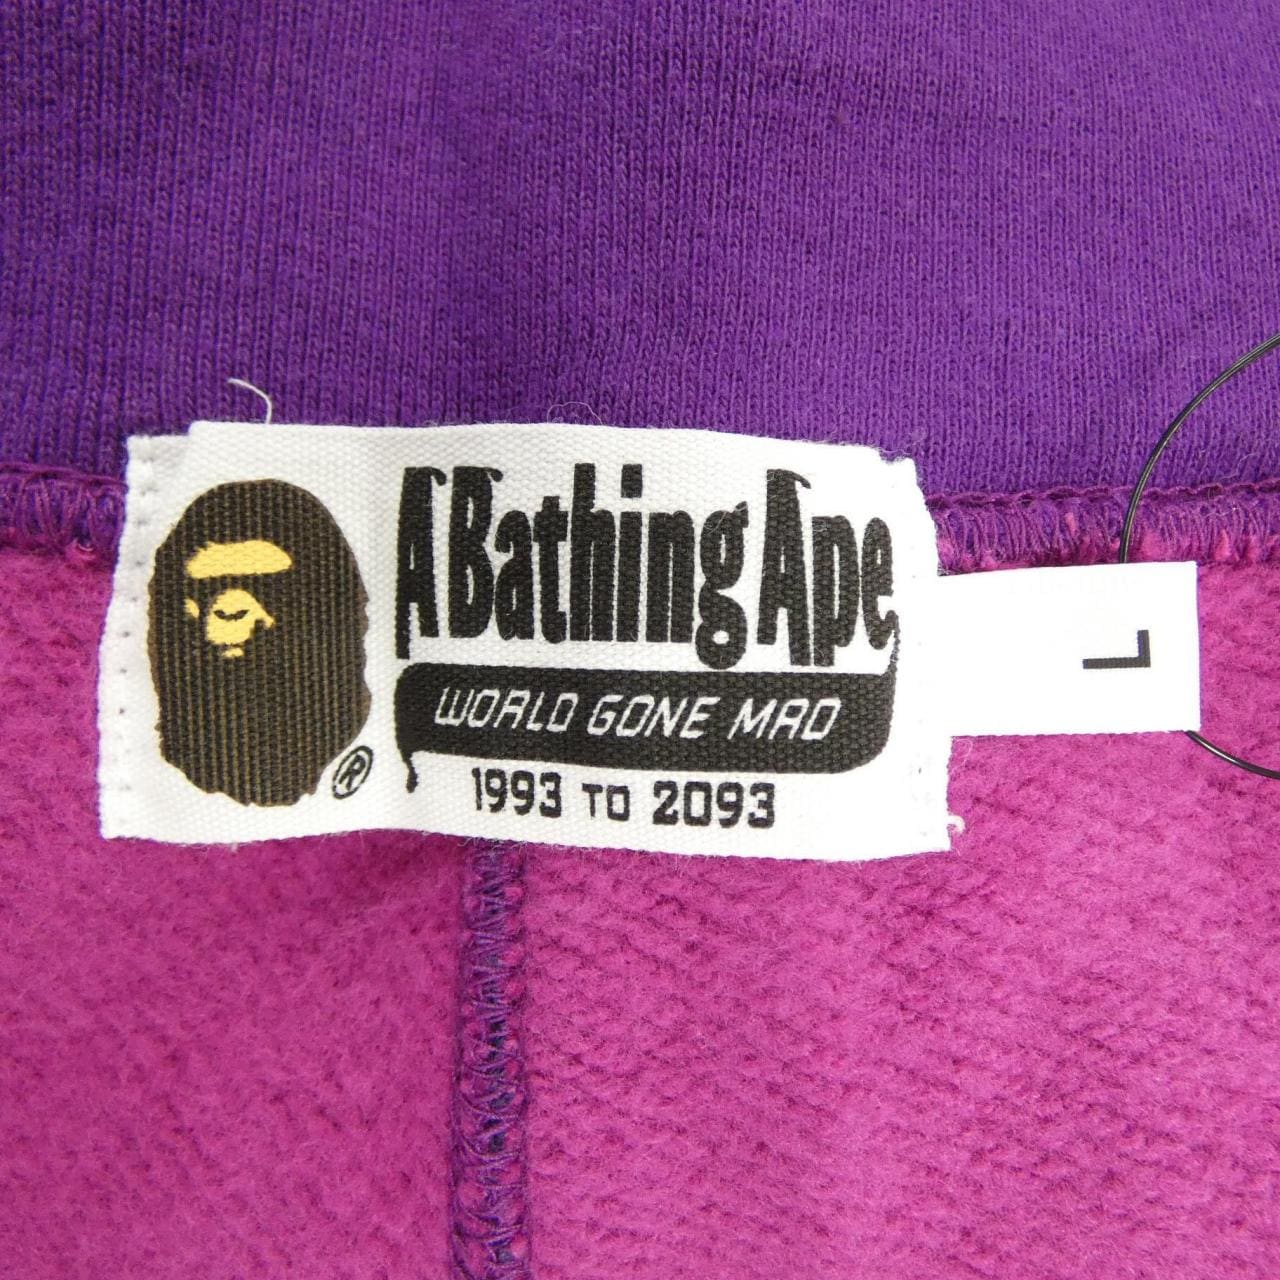 A Bathing Ape
WORLD GONE MAD
1993 TO 2093
®
L